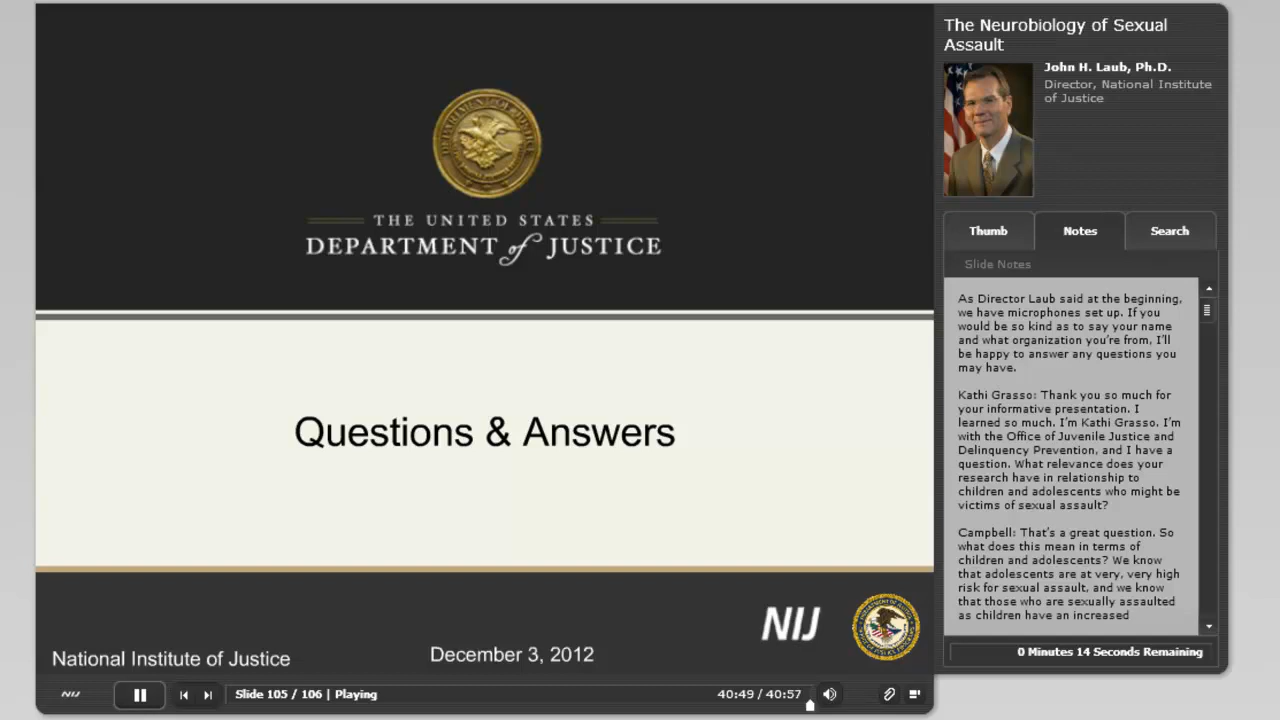 THE UNITED STATES
DEPARTMENT of JUSTICE
Questions & Answers
NIJ
National Institute of Justice
December 3, 2012
NIJ
Slide 105 / 106 | Playing
40:49 / 40:57
The Neurobiology of Sexual
Assault
John H. Laub, Ph.D.
Director, National Institute
of Justice
Thumb
Notes
Search
Slide Notes
As Director Laub said at the beginning,
we have microphones set up. If you
would be so kind as to say your name
and what organization you're from, I'll
be happy to answer any questions you
may have.
Kathi Grasso: Thank you so much for
your informative presentation. I
learned so much. I'm Kathi Grasso. I'm
with the Office of Juvenile Justice and
Delinquency Prevention, and I have a
question. What relevance does your
research have in relationship to
children and adolescents who might be
victims of sexual assault?
Campbell: That's a great question. So
what does this mean in terms of
children and adolescents? We know
that adolescents are at very, very high
risk for sexual assault, and we know
that those who are sexually assaulted
as children have an increased
0 Minutes 14 Seconds Remaining